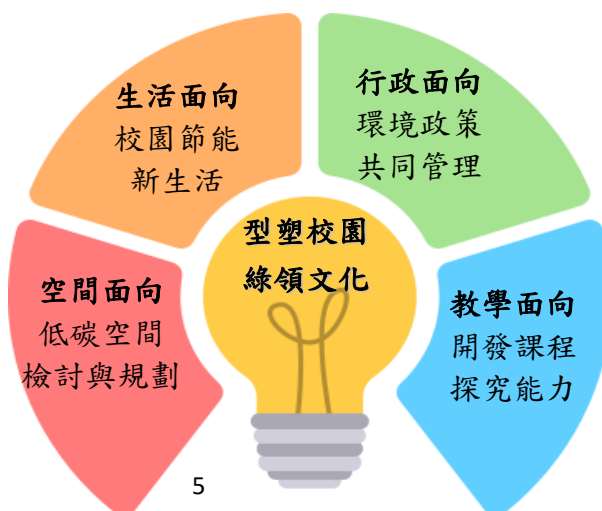 生活面向
校園節能
新生活
行政面向
環境政策
共同管理
型塑校園
綠領文化
空間面向
低碳空間
檢討與規劃
教學面向
開發課程
探究能力
5